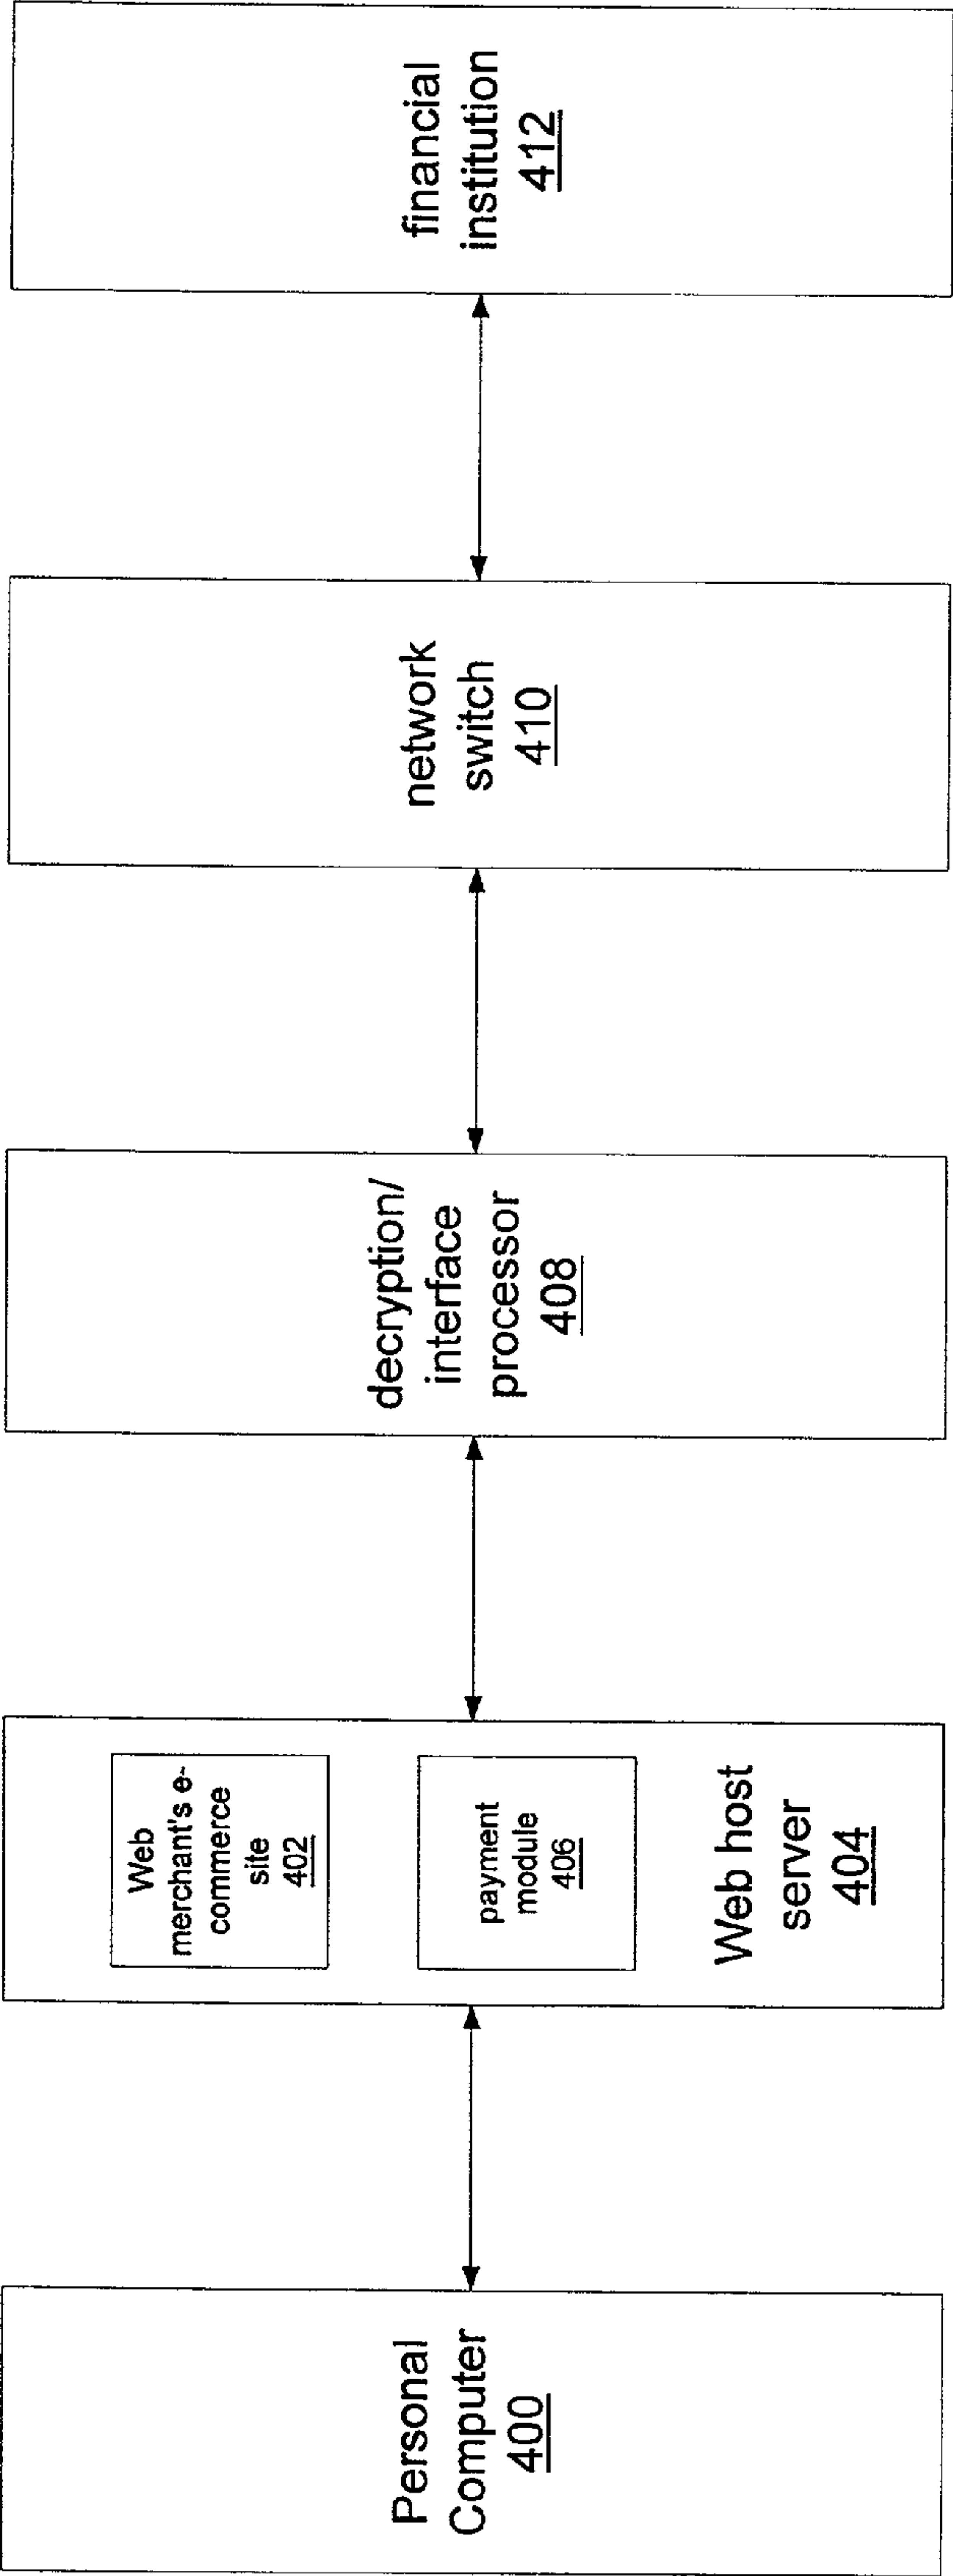 Personal
Computer
400
Web
merchant's e-
commerce
site
402
payment
module
406
Web host
server
404
decryption/
interface
processor
408
network
switch
410
financial
institution
412